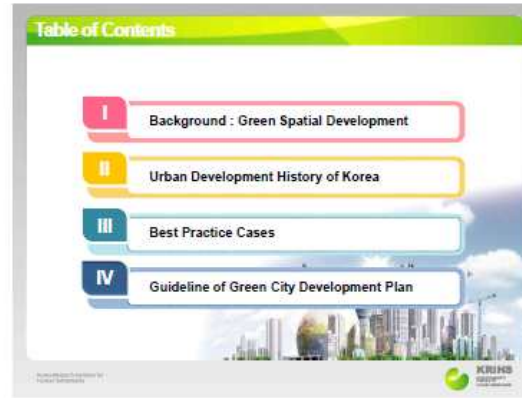 Table of Contents
I
Background : Green Spatial Development
II
Urban Development History of Korea
III
Best Practice Cases
IV
Guideline of Green City Development Plan
KRIHS